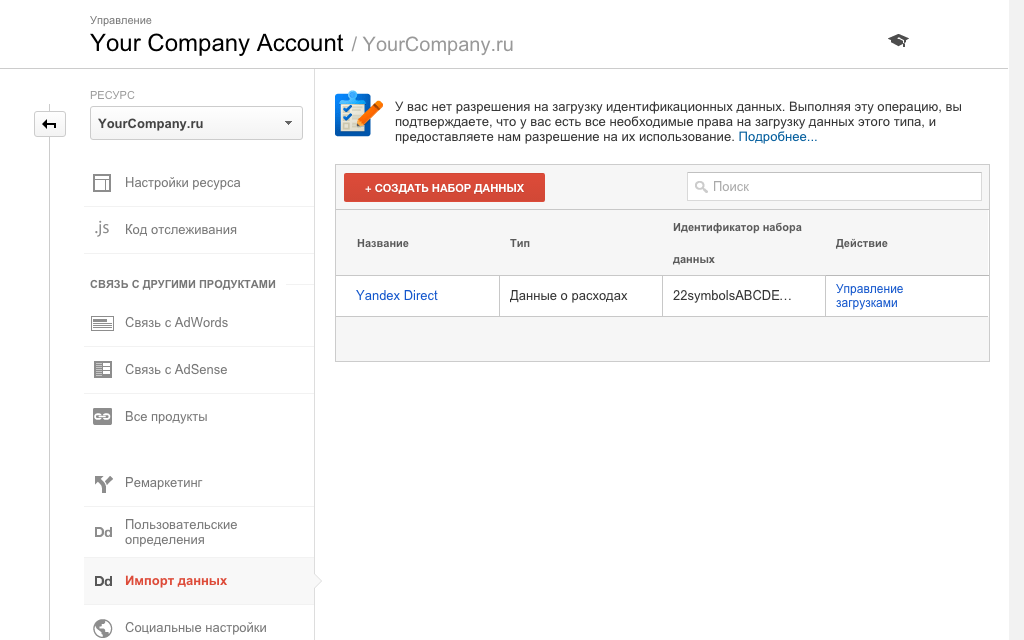 Управление
Your Company Account / YourCompany.ru
РЕСУРС
YourCompany.ru
Настройки ресурса
.js Код отслеживания
СВЯЗЬ С ДРУГИМИ ПРОДУКТАМИ
Связь с AdWords
Связь с AdSense
Все продукты
Ремаркетинг
Dd Пользовательские
определения
Dd Импорт данных
Социальные настройки
У вас нет разрешения на загрузку идентификационных данных. Выполняя эту операцию, вы
подтверждаете, что у вас есть все необходимые права на загрузку данных этого типа, и
предоставляете нам разрешение на их использование. Подробнее...
+ СОЗДАТЬ НАБОР ДАННЫХ
Поиск
Название Тип Идентификатор набора
данных Действие
Yandex Direct Данные о расходах 22symbolsABCDE... Управление
загрузками